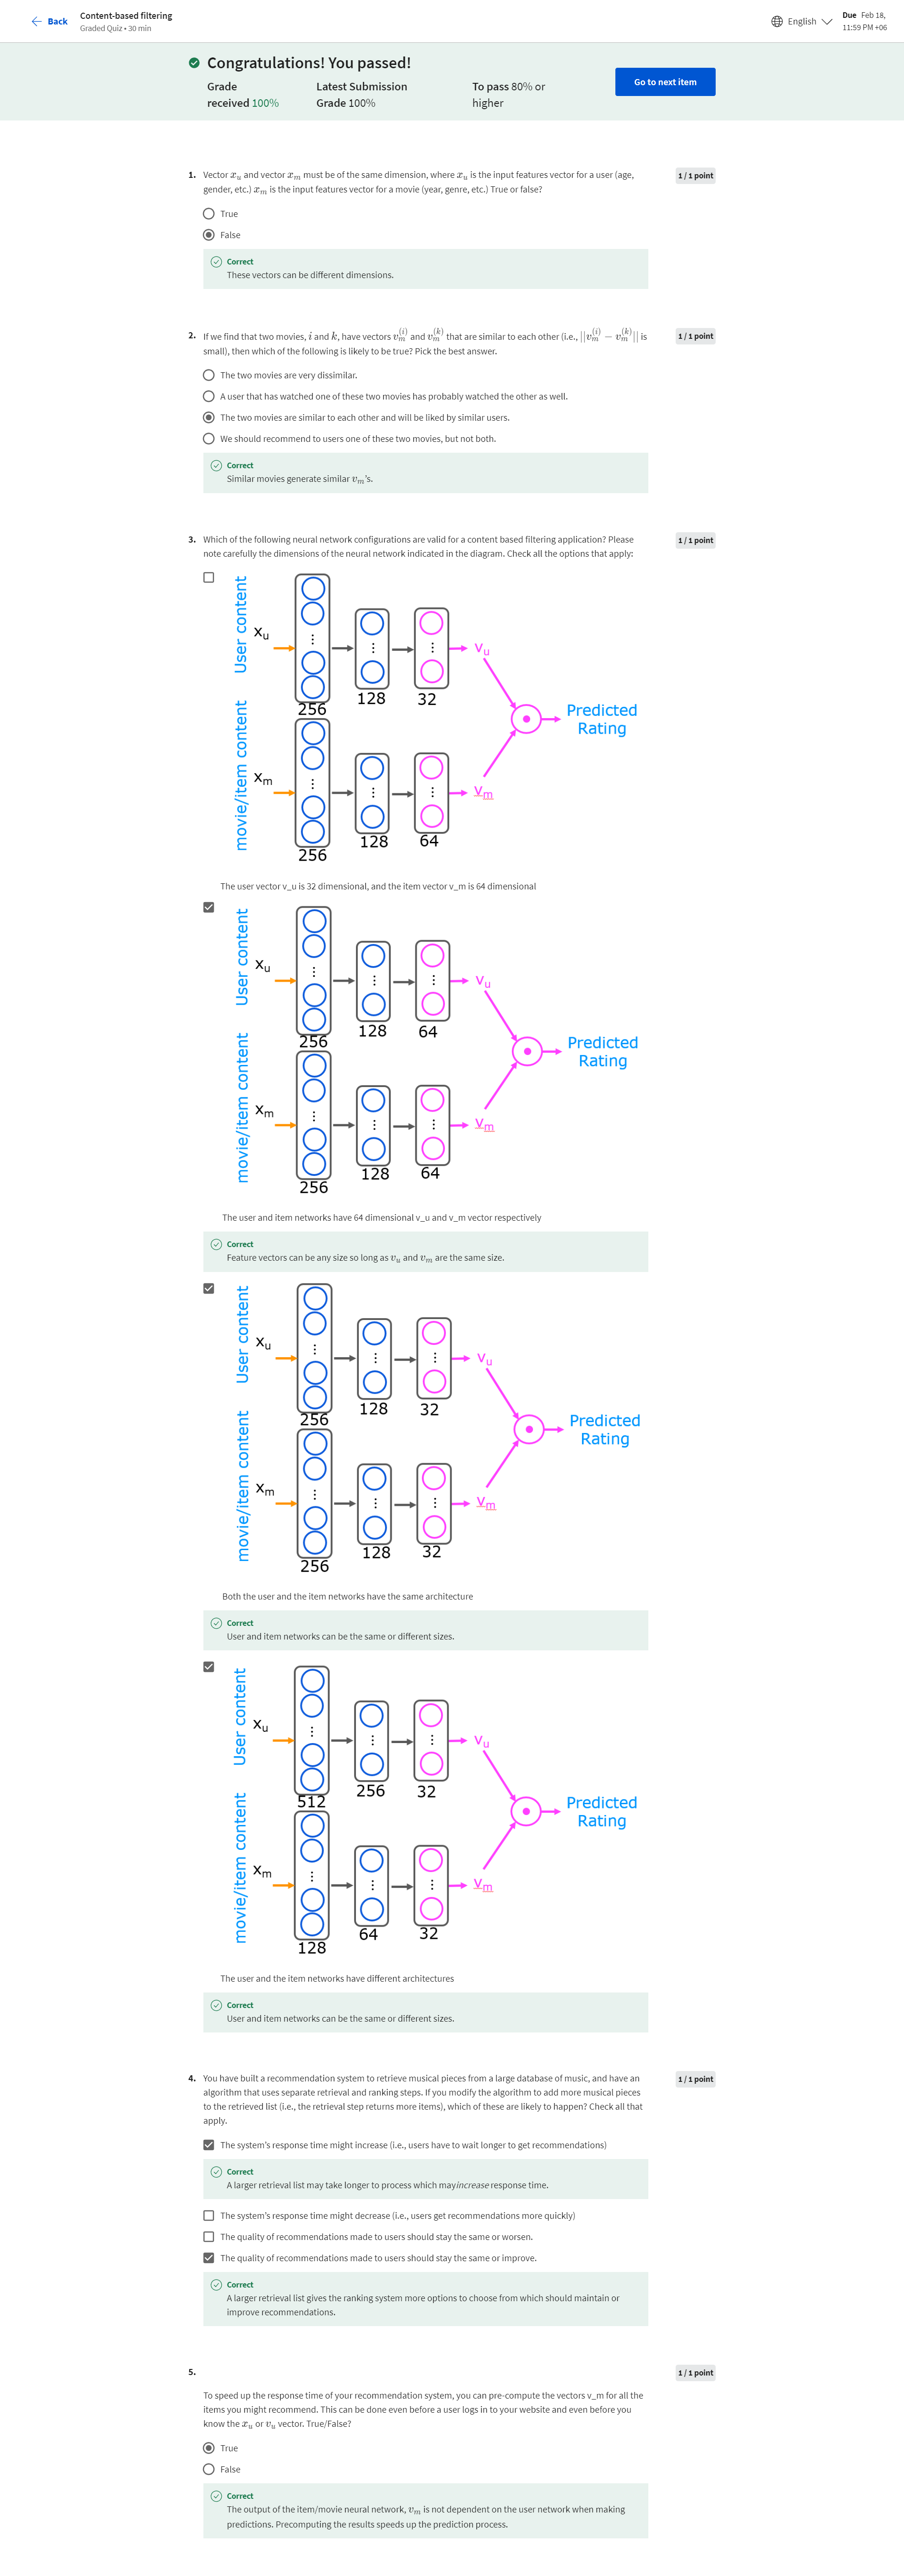 Back
Content-based filtering
Graded Quiz • 30 min
English
Due Feb 18,
11:59 PM +06
Congratulations! You passed!
Grade
received 100%
Latest Submission
Grade 100%
To pass 80% or
higher
Go to next item
1. Vector x_u and vector x_m must be of the same dimension, where x_u is the input features vector for a user (age,
gender, etc.) x_m is the input features vector for a movie (year, genre, etc.) True or false?
1 / 1 point
True
False
Correct
These vectors can be different dimensions.
2. If we find that two movies, i and k, have vectors v_m^(i) and v_m^(k) that are similar to each other (i.e., ||v_m^(i) − v_m^(k)|| is
small), then which of the following is likely to be true? Pick the best answer.
1 / 1 point
The two movies are very dissimilar.
A user that has watched one of these two movies has probably watched the other as well.
The two movies are similar to each other and will be liked by similar users.
We should recommend to users one of these two movies, but not both.
Correct
Similar movies generate similar v_m's.
3. Which of the following neural network configurations are valid for a content based filtering application? Please
note carefully the dimensions of the neural network indicated in the diagram. Check all the options that apply:
1 / 1 point
User content
x_u
256
128
32
v_u
Predicted
Rating
movie/item content
x_m
256
128
64
v_m
The user vector v_u is 32 dimensional, and the item vector v_m is 64 dimensional
User content
x_u
256
128
64
v_u
Predicted
Rating
movie/item content
x_m
256
128
64
v_m
The user and item networks have 64 dimensional v_u and v_m vector respectively
Correct
Feature vectors can be any size so long as v_u and v_m are the same size.
User content
x_u
256
128
32
v_u
Predicted
Rating
movie/item content
x_m
256
128
32
v_m
Both the user and the item networks have the same architecture
Correct
User and item networks can be the same or different sizes.
User content
x_u
512
256
32
v_u
Predicted
Rating
movie/item content
x_m
128
64
32
v_m
The user and the item networks have different architectures
Correct
User and item networks can be the same or different sizes.
4. You have built a recommendation system to retrieve musical pieces from a large database of music, and have an
algorithm that uses separate retrieval and ranking steps. If you modify the algorithm to add more musical pieces
to the retrieved list (i.e., the retrieval step returns more items), which of these are likely to happen? Check all that
apply.
1 / 1 point
The system's response time might increase (i.e., users have to wait longer to get recommendations)
Correct
A larger retrieval list may take longer to process which may increase response time.
The system's response time might decrease (i.e., users get recommendations more quickly)
The quality of recommendations made to users should stay the same or worsen.
The quality of recommendations made to users should stay the same or improve.
Correct
A larger retrieval list gives the ranking system more options to choose from which should maintain or
improve recommendations.
5.
1 / 1 point
To speed up the response time of your recommendation system, you can pre-compute the vectors v_m for all the
items you might recommend. This can be done even before a user logs in to your website and even before you
know the x_u or v_u vector. True/False?
True
False
Correct
The output of the item/movie neural network, v_m is not dependent on the user network when making
predictions. Precomputing the results speeds up the prediction process.